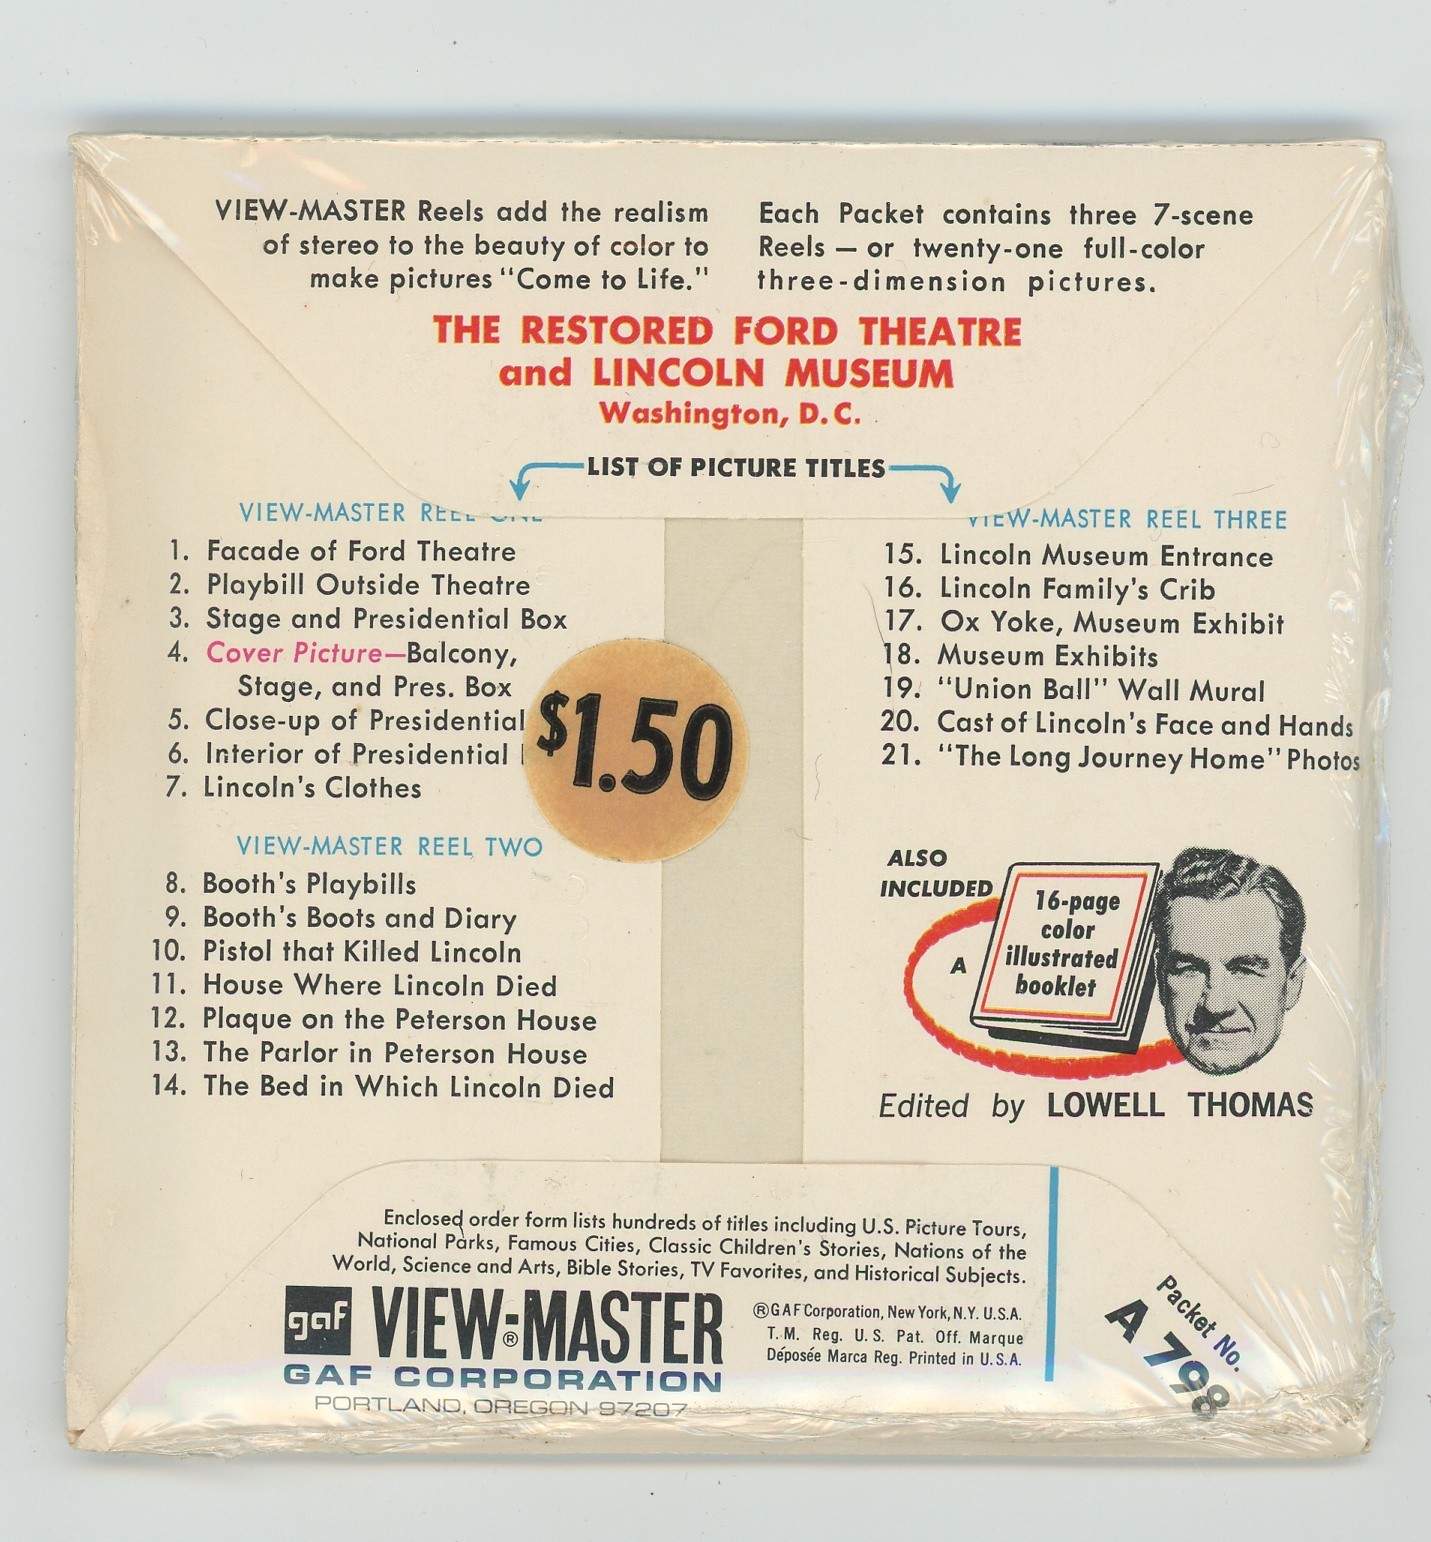 VIEW-MASTER Reels add the realism
of stereo to the beauty of color to
make pictures "Come to Life."
Each Packet contains three 7-scene
Reels — or twenty-one full-color
three-dimension pictures.
THE RESTORED FORD THEATRE
and LINCOLN MUSEUM
Washington, D.C.
LIST OF PICTURE TITLES
VIEW-MASTER REEL ONE
1. Facade of Ford Theatre
2. Playbill Outside Theatre
3. Stage and Presidential Box
4. Cover Picture—Balcony,
Stage, and Pres. Box
5. Close-up of Presidential
6. Interior of Presidential
7. Lincoln's Clothes
$1.50
VIEW-MASTER REEL TWO
8. Booth's Playbills
9. Booth's Boots and Diary
10. Pistol that Killed Lincoln
11. House Where Lincoln Died
12. Plaque on the Peterson House
13. The Parlor in Peterson House
14. The Bed in Which Lincoln Died
VIEW-MASTER REEL THREE
15. Lincoln Museum Entrance
16. Lincoln Family's Crib
17. Ox Yoke, Museum Exhibit
18. Museum Exhibits
19. "Union Ball" Wall Mural
20. Cast of Lincoln's Face and Hands
21. "The Long Journey Home" Photos
ALSO
INCLUDED
A
16-page
color
illustrated
booklet
Edited by LOWELL THOMAS
Enclosed order form lists hundreds of titles including U.S. Picture Tours,
National Parks, Famous Cities, Classic Children's Stories, Nations of the
World, Science and Arts, Bible Stories, TV Favorites, and Historical Subjects.
gaf VIEW-MASTER®
GAF CORPORATION
PORTLAND, OREGON 97207
®GAF Corporation, New York, N.Y. U.S.A.
T.M. Reg. U.S. Pat. Off. Marque
Déposée Marca Reg. Printed in U.S.A.
Packet No.
A 798